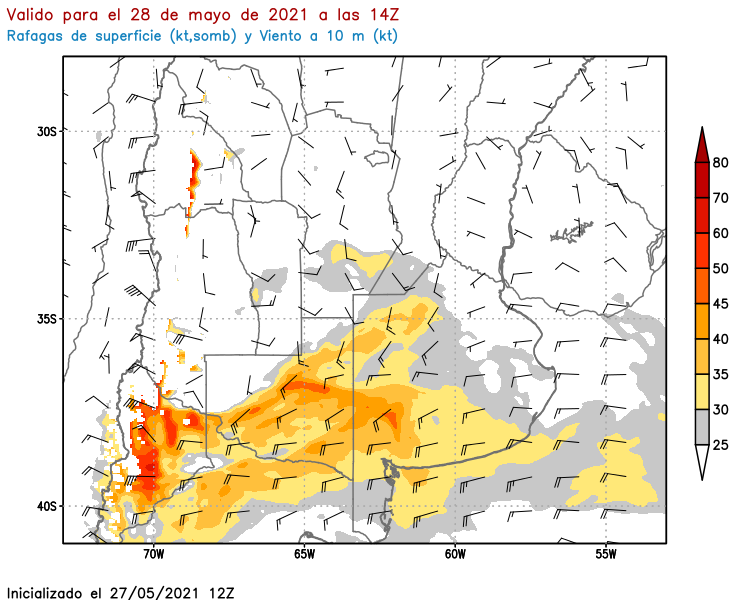 Valido para el 28 de mayo de 2021 a las 14Z
Rafagas de superficie (kt,somb) y Viento a 10 m (kt)
30S
35S
40S
70W
65W
60W
55W
80
70
60
50
45
40
35
30
25
Inicializado el 27/05/2021 12Z